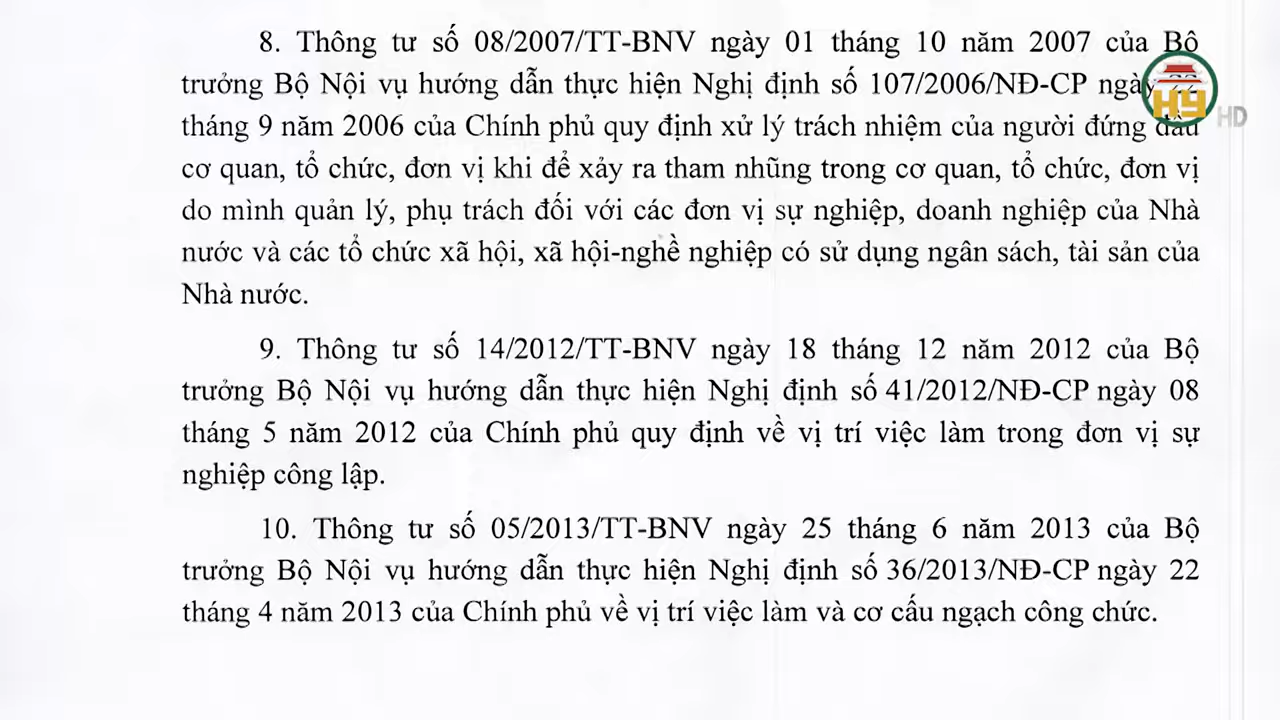 8. Thông tư số 08/2007/TT-BNV ngày 01 tháng 10 năm 2007 của Bộ
trưởng Bộ Nội vụ hướng dẫn thực hiện Nghị định số 107/2006/NĐ-CP ngày 22
tháng 9 năm 2006 của Chính phủ quy định xử lý trách nhiệm của người đứng đầu
cơ quan, tổ chức, đơn vị khi để xảy ra tham nhũng trong cơ quan, tổ chức, đơn vị
do mình quản lý, phụ trách đối với các đơn vị sự nghiệp, doanh nghiệp của Nhà
nước và các tổ chức xã hội, xã hội-nghề nghiệp có sử dụng ngân sách, tài sản của
Nhà nước.
9. Thông tư số 14/2012/TT-BNV ngày 18 tháng 12 năm 2012 của Bộ
trưởng Bộ Nội vụ hướng dẫn thực hiện Nghị định số 41/2012/NĐ-CP ngày 08
tháng 5 năm 2012 của Chính phủ quy định về vị trí việc làm trong đơn vị sự
nghiệp công lập.
10. Thông tư số 05/2013/TT-BNV ngày 25 tháng 6 năm 2013 của Bộ
trưởng Bộ Nội vụ hướng dẫn thực hiện Nghị định số 36/2013/NĐ-CP ngày 22
tháng 4 năm 2013 của Chính phủ về vị trí việc làm và cơ cấu ngạch công chức.
HY HD